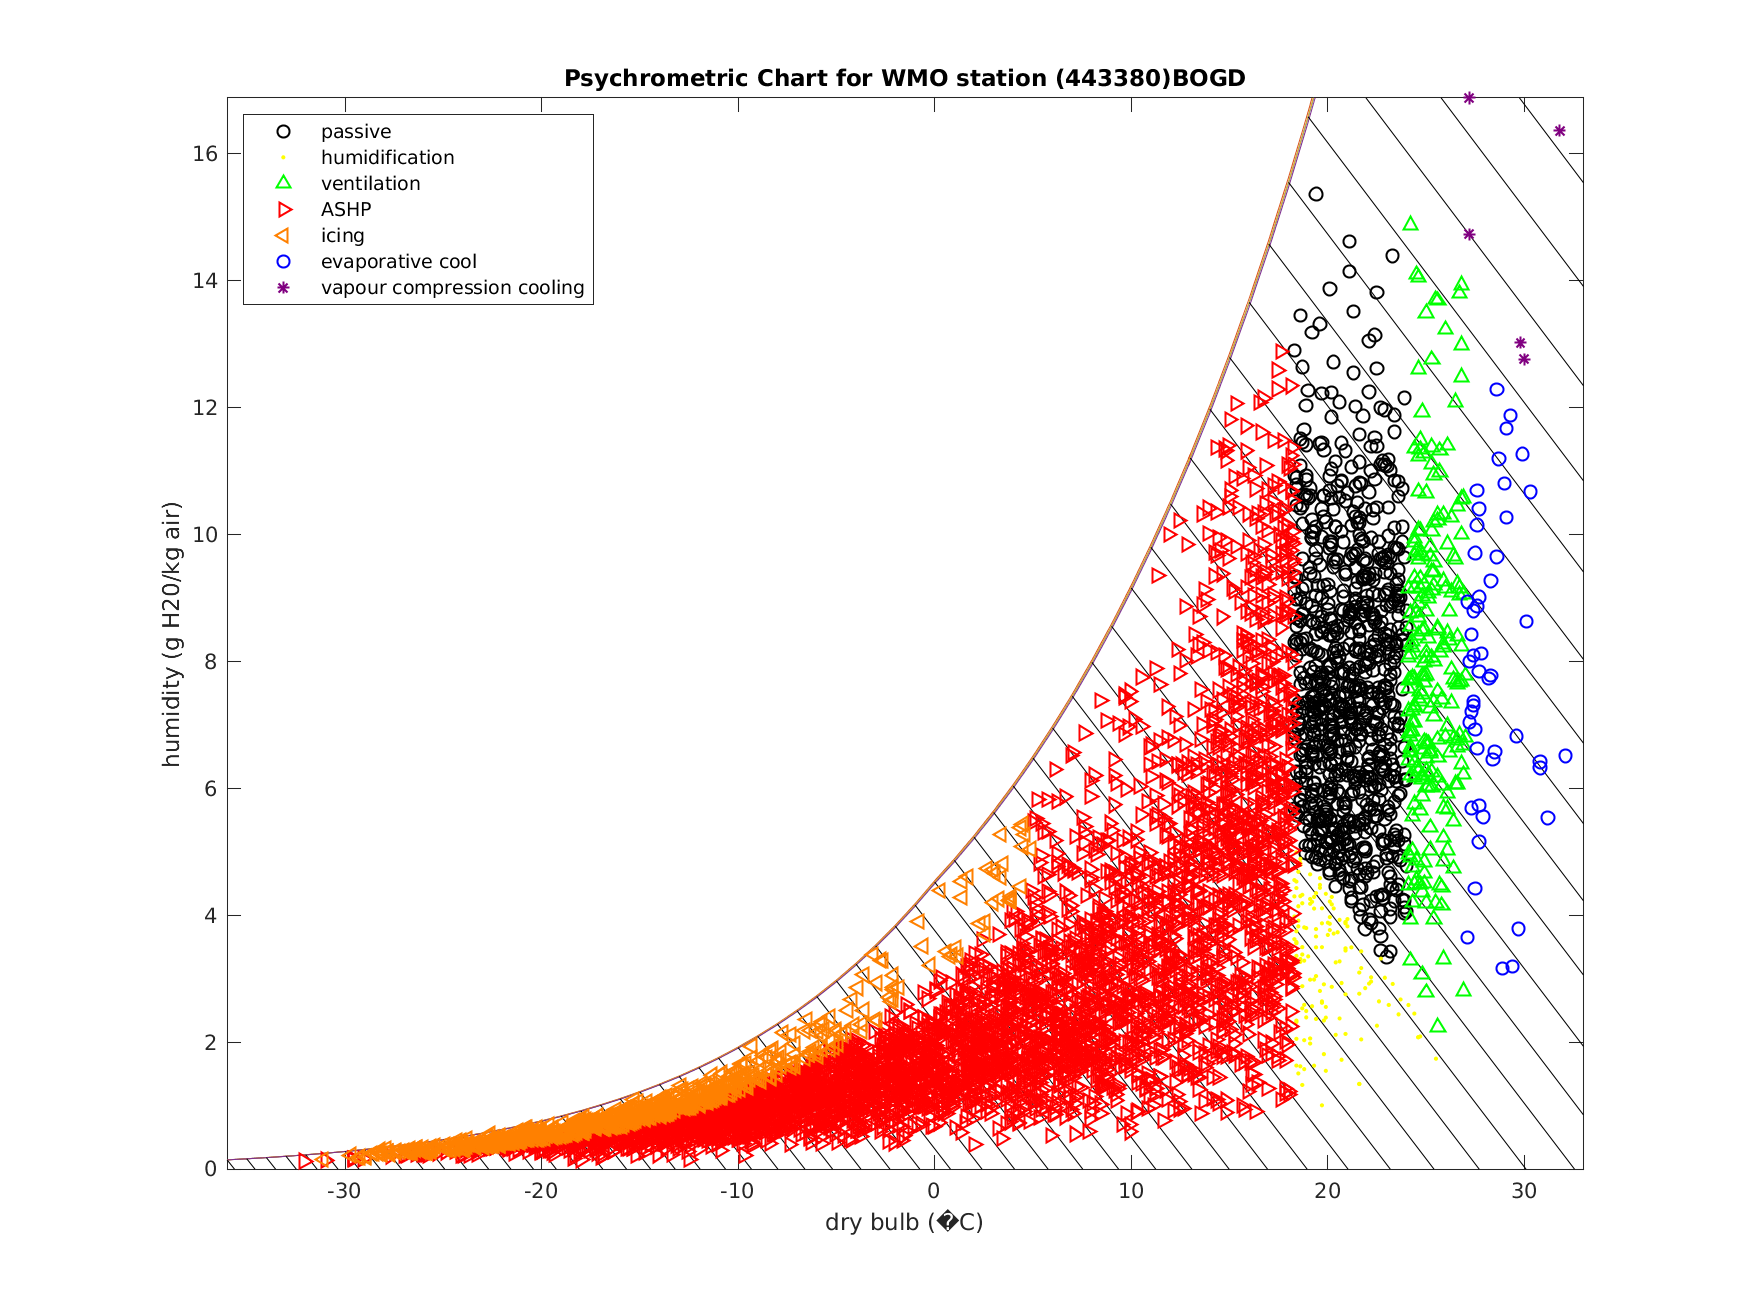 Psychrometric Chart for WMO station (443380)BOGD
passive
humidification
ventilation
ASHP
icing
evaporative cool
vapour compression cooling
humidity (g H20/kg air)
16
14
12
10
8
6
4
2
0
-30
-20
-10
0
10
20
30
dry bulb (�C)